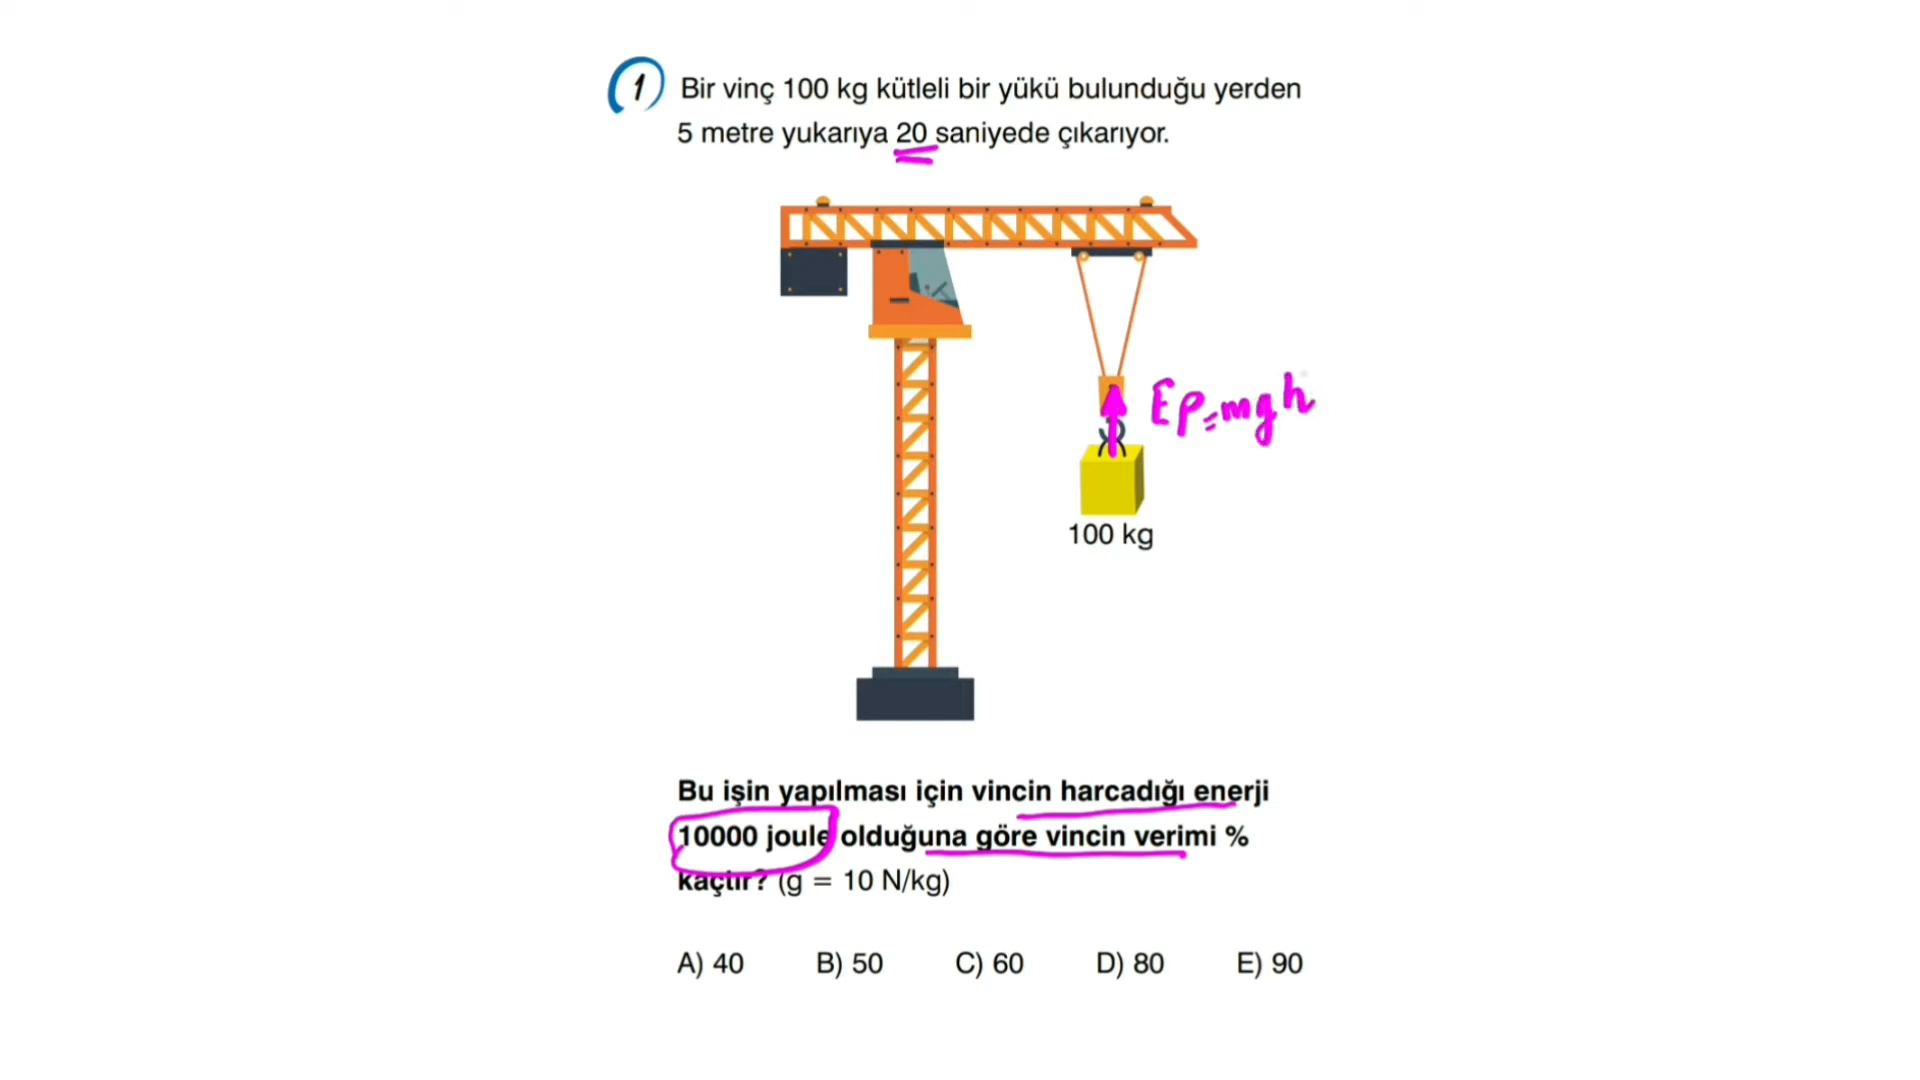 1 Bir vinç 100 kg kütleli bir yükü bulunduğu yerden
5 metre yukarıya 20 saniyede çıkarıyor.
Ep=mgh
100 kg
Bu işin yapılması için vincin harcadığı enerji
10000 joule olduğuna göre vincin verimi %
kaçtır? (g = 10 N/kg)
A) 40 B) 50 C) 60 D) 80 E) 90